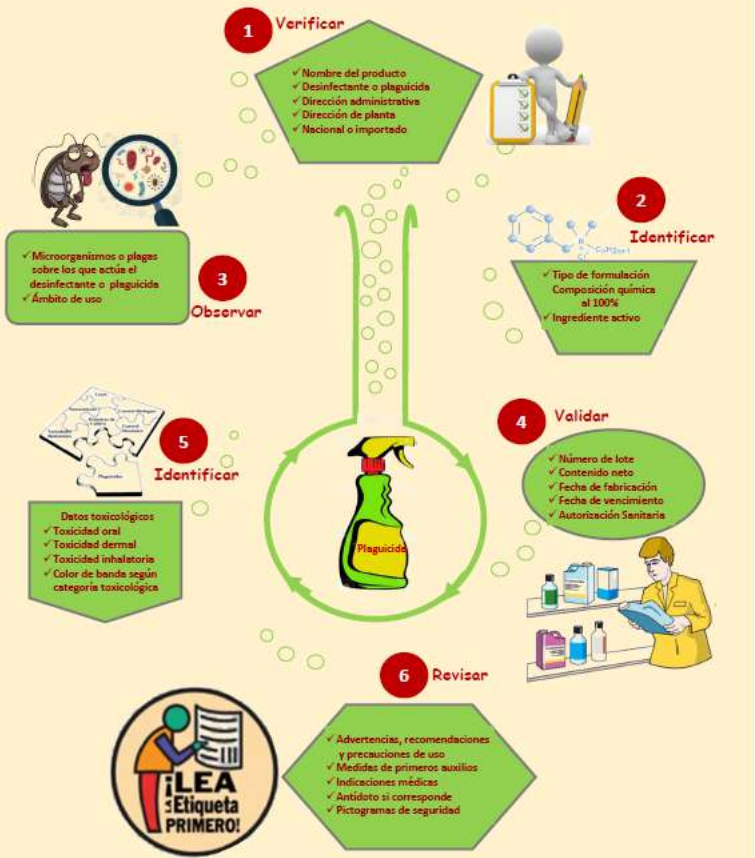 1
Verificar
✓ Nombre del producto
✓ Desinfectante o plaguicida
✓ Dirección administrativa
✓ Dirección de planta
✓ Nacional o importado
2
Identificar
✓ Tipo de formulación
Composición química
al 100%
✓ Ingrediente activo
3
Observar
✓ Microorganismos o plagas
sobre los que actúa el
desinfectante o plaguicida
✓ Ámbito de uso
4
Validar
✓ Número de lote
✓ Contenido neto
✓ Fecha de fabricación
✓ Fecha de vencimiento
✓ Autorización Sanitaria
5
Identificar
Datos toxicológicos
✓ Toxicidad oral
✓ Toxicidad dermal
✓ Toxicidad inhalatoria
✓ Color de banda según
categoría toxicológica
Plaguicida
6
Revisar
✓ Advertencias, recomendaciones
y precauciones de uso
✓ Medidas de primeros auxilios
✓ Indicaciones médicas
✓ Antídoto si corresponde
✓ Pictogramas de seguridad
¡LEA
LA Etiqueta
PRIMERO!